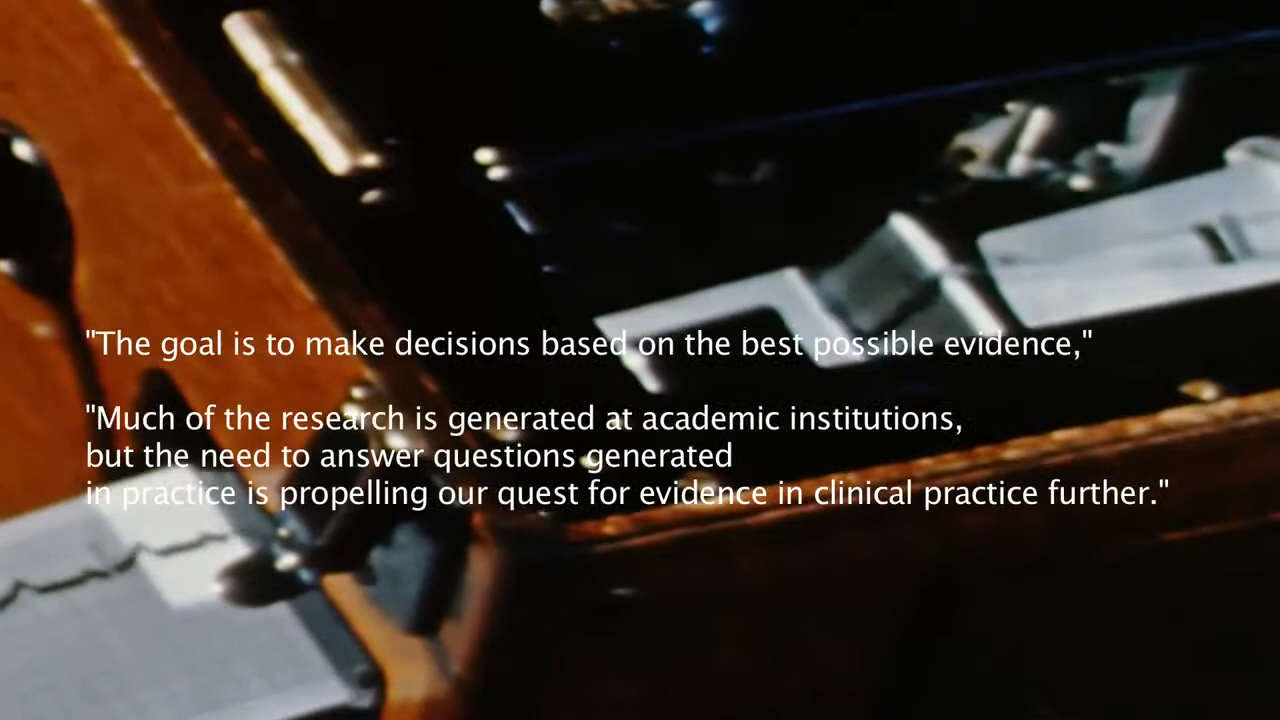 "The goal is to make decisions based on the best possible evidence,"
"Much of the research is generated at academic institutions,
but the need to answer questions generated
in practice is propelling our quest for evidence in clinical practice further."